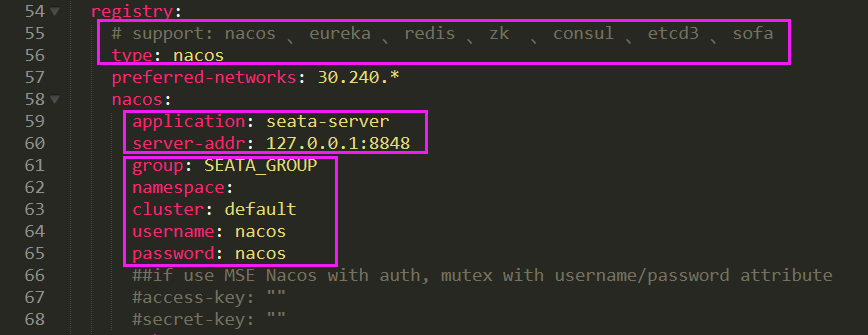 54 registry:
55 # support: nacos 、 eureka 、 redis 、 zk 、 consul 、 etcd3 、 sofa
56 type: nacos
57 preferred-networks: 30.240.*
58 nacos:
59 application: seata-server
60 server-addr: 127.0.0.1:8848
61 group: SEATA_GROUP
62 namespace:
63 cluster: default
64 username: nacos
65 password: nacos
66 ##if use MSE Nacos with auth, mutex with username/password attribute
67 #access-key: ""
68 #secret-key: ""